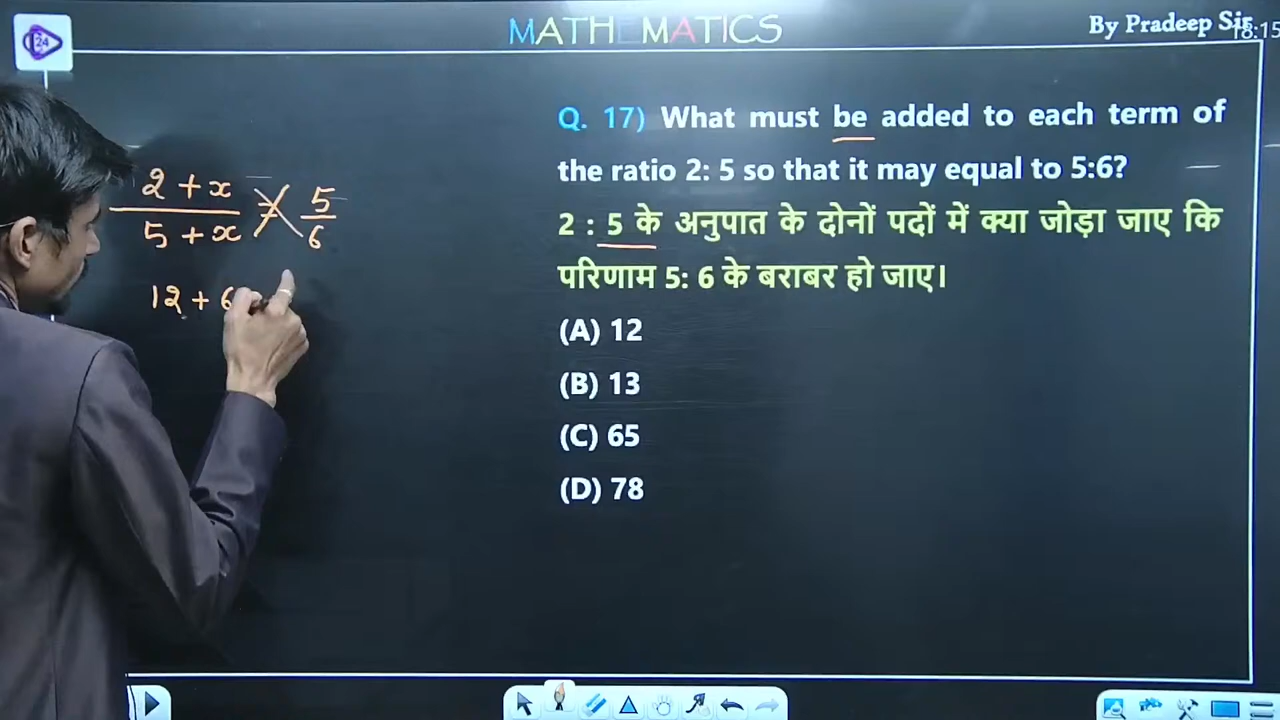 MATHEMATICS
By Pradeep Sir
18:15
24
2 + x / 5 + x = 5 / 6
12 + 6
Q. 17) What must be added to each term of
the ratio 2: 5 so that it may equal to 5:6?
2 : 5 के अनुपात के दोनों पदों में क्या जोड़ा जाए कि
परिणाम 5: 6 के बराबर हो जाए।
(A) 12
(B) 13
(C) 65
(D) 78